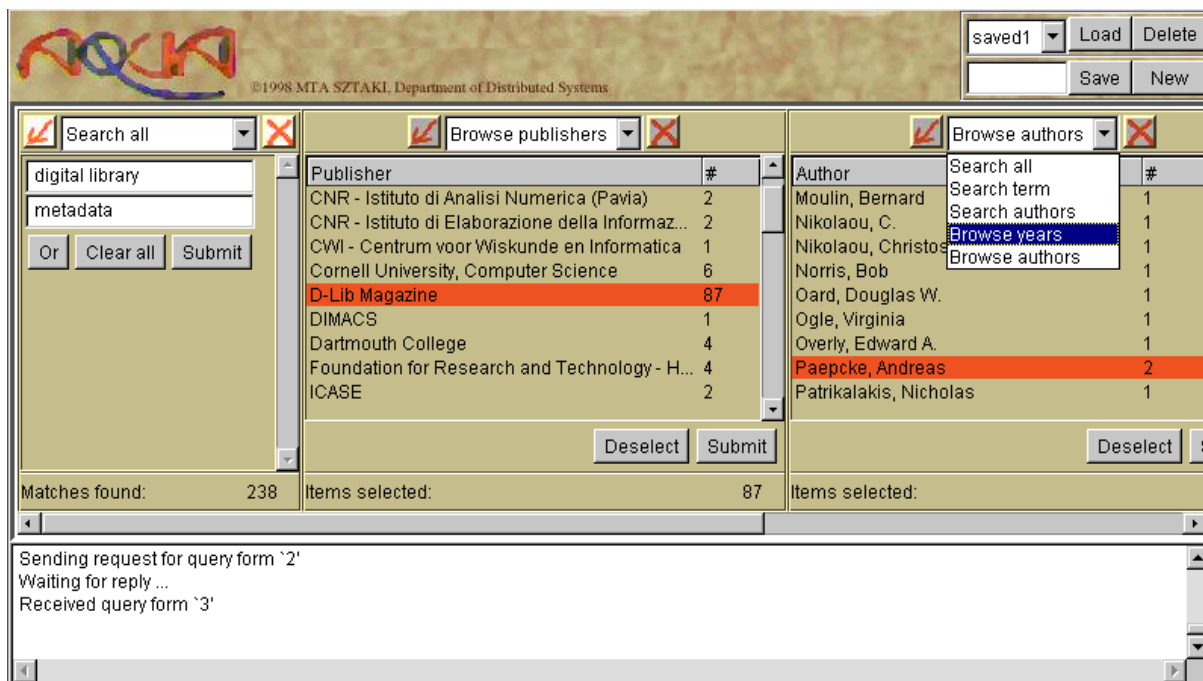 AQUA
©1998 MTA SZTAKI, Department of Distributed Systems
saved1 Load Delete
Save New
Search all
digital library
metadata
Or Clear all Submit
Matches found: 238
Browse publishers
Publisher #
CNR - Istituto di Analisi Numerica (Pavia) 2
CNR - Istituto di Elaborazione della Informaz... 2
CWI - Centrum voor Wiskunde en Informatica 1
Cornell University, Computer Science 6
D-Lib Magazine 87
DIMACS 1
Dartmouth College 4
Foundation for Research and Technology - H... 4
ICASE 2
Deselect Submit
Items selected: 87
Browse authors
Search all
Search term
Search authors
Browse years
Browse authors
Author #
Moulin, Bernard 1
Nikolaou, C. 1
Nikolaou, Christos 1
Norris, Bob 1
Oard, Douglas W. 1
Ogle, Virginia 1
Overly, Edward A. 1
Paepcke, Andreas 2
Patrikalakis, Nicholas 1
Deselect
Items selected:
Sending request for query form `2'
Waiting for reply ...
Received query form `3'